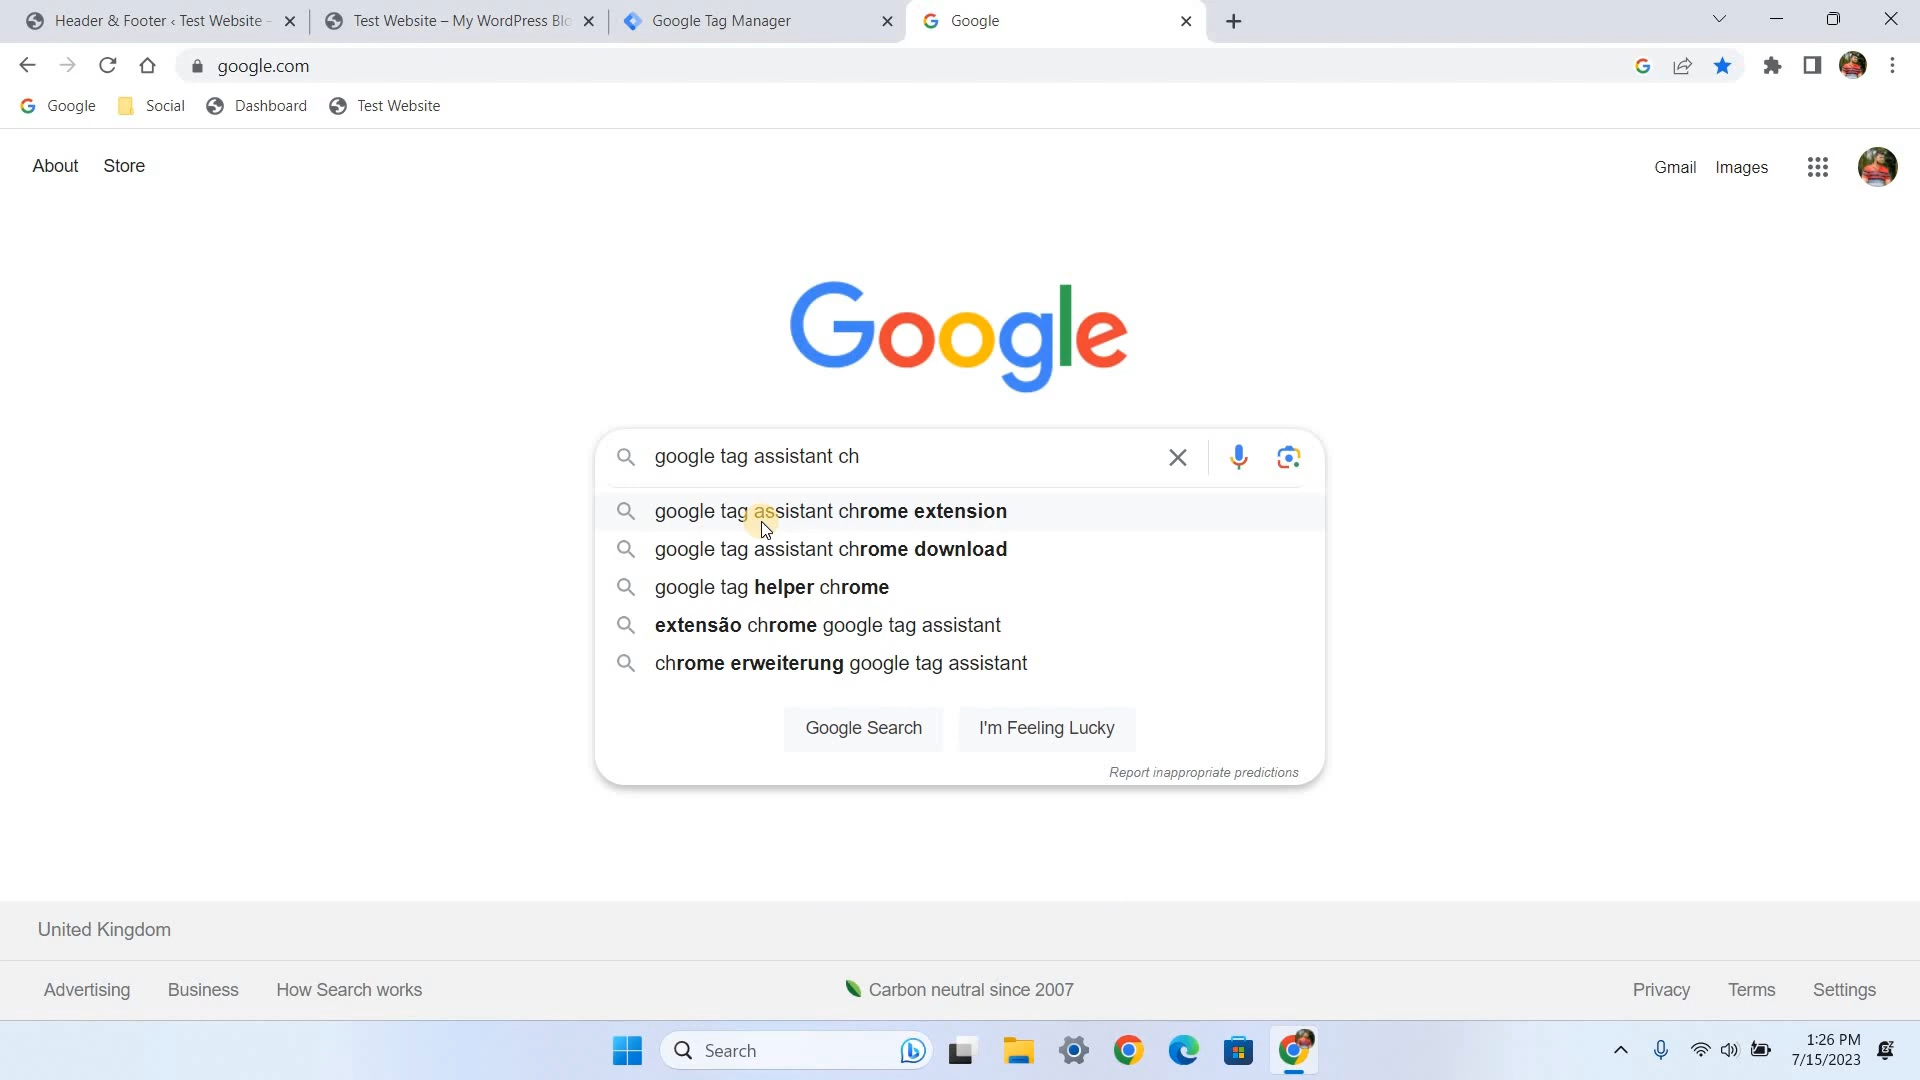 Header & Footer ‹ Test Website -
Test Website – My WordPress Blo
Google Tag Manager
Google
google.com
Google
Social
Dashboard
Test Website
About
Store
Gmail
Images
Google
google tag assistant ch
google tag assistant chrome extension
google tag assistant chrome download
google tag helper chrome
extensão chrome google tag assistant
chrome erweiterung google tag assistant
Google Search
I'm Feeling Lucky
Report inappropriate predictions
United Kingdom
Advertising
Business
How Search works
Carbon neutral since 2007
Privacy
Terms
Settings
Search
1:26 PM
7/15/2023